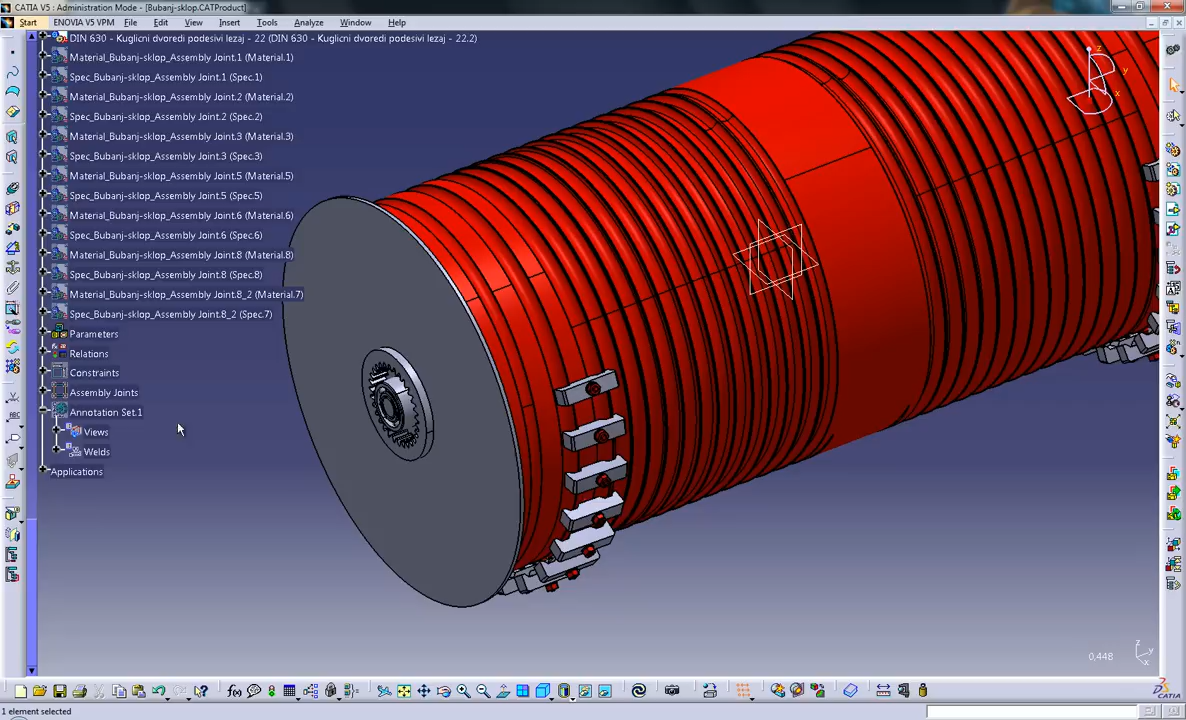 CATIA V5 : Administration Mode - [Bubanj-sklop.CATProduct]
Start ENOVIA V5 VPM File Edit View Insert Tools Analyze Window Help
DIN 630 - Kuglicni dvoredi podesivi lezaj - 22 (DIN 630 - Kuglicni dvoredi podesivi lezaj - 22.2)
Material_Bubanj-sklop_Assembly Joint.1 (Material.1)
Spec_Bubanj-sklop_Assembly Joint.1 (Spec.1)
Material_Bubanj-sklop_Assembly Joint.2 (Material.2)
Spec_Bubanj-sklop_Assembly Joint.2 (Spec.2)
Material_Bubanj-sklop_Assembly Joint.3 (Material.3)
Spec_Bubanj-sklop_Assembly Joint.3 (Spec.3)
Material_Bubanj-sklop_Assembly Joint.5 (Material.5)
Spec_Bubanj-sklop_Assembly Joint.5 (Spec.5)
Material_Bubanj-sklop_Assembly Joint.6 (Material.6)
Spec_Bubanj-sklop_Assembly Joint.6 (Spec.6)
Material_Bubanj-sklop_Assembly Joint.8 (Material.8)
Spec_Bubanj-sklop_Assembly Joint.8 (Spec.8)
Material_Bubanj-sklop_Assembly Joint.8_2 (Material.7)
Spec_Bubanj-sklop_Assembly Joint.8_2 (Spec.7)
Parameters
Relations
Constraints
Assembly Joints
Annotation Set.1
Views
Welds
Applications
z
y
x
0,448
z
y
x
CATIA
1 element selected